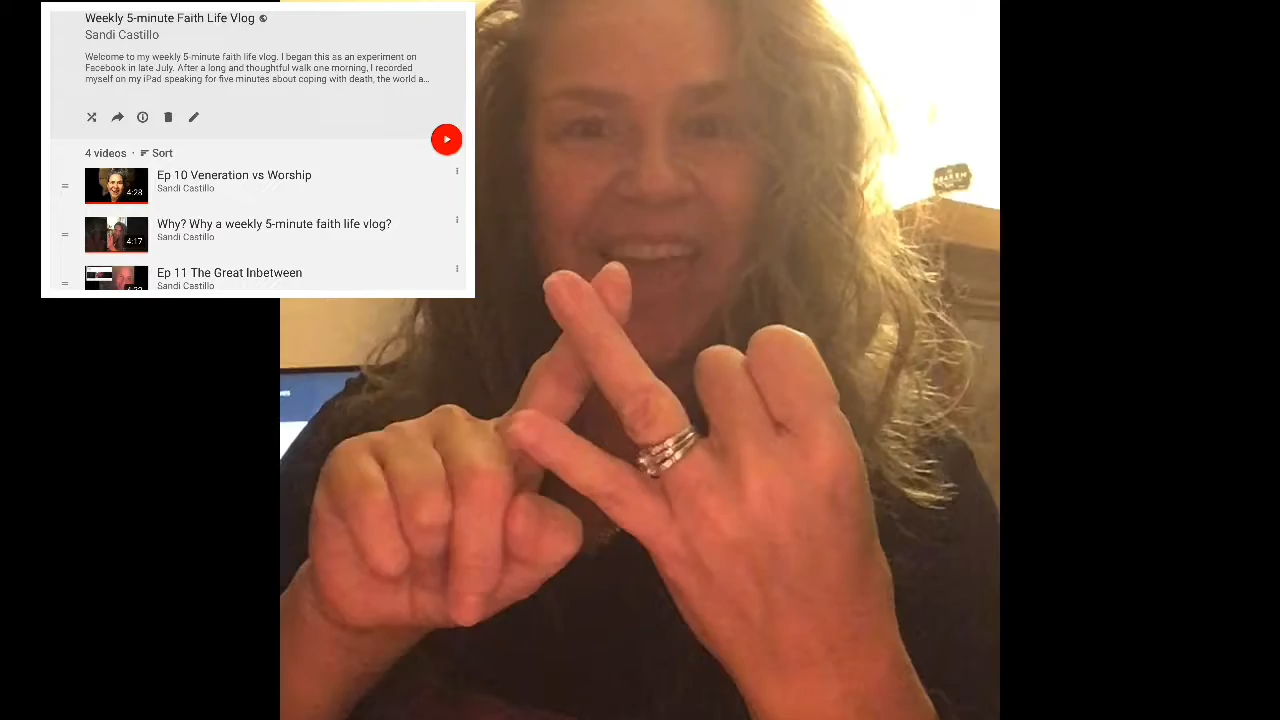 Weekly 5-minute Faith Life Vlog
Sandi Castillo
Welcome to my weekly 5-minute faith life vlog. I began this as an experiment on
Facebook in late July. After a long and thoughtful walk one morning, I recorded
myself on my iPad speaking for five minutes about coping with death, the world a...
4 videos · Sort
Ep 10 Veneration vs Worship
Sandi Castillo
4:28
Why? Why a weekly 5-minute faith life vlog?
Sandi Castillo
4:17
Ep 11 The Great Inbetween
Sandi Castillo